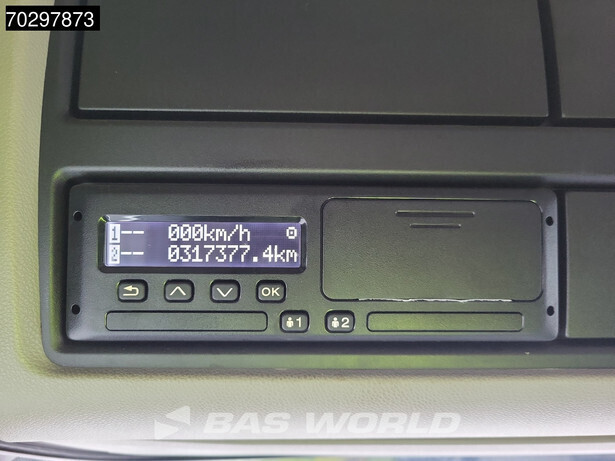 70297873
1-- 000km/h
2-- 0317377.4km
OK
1 2
BAS WORLD